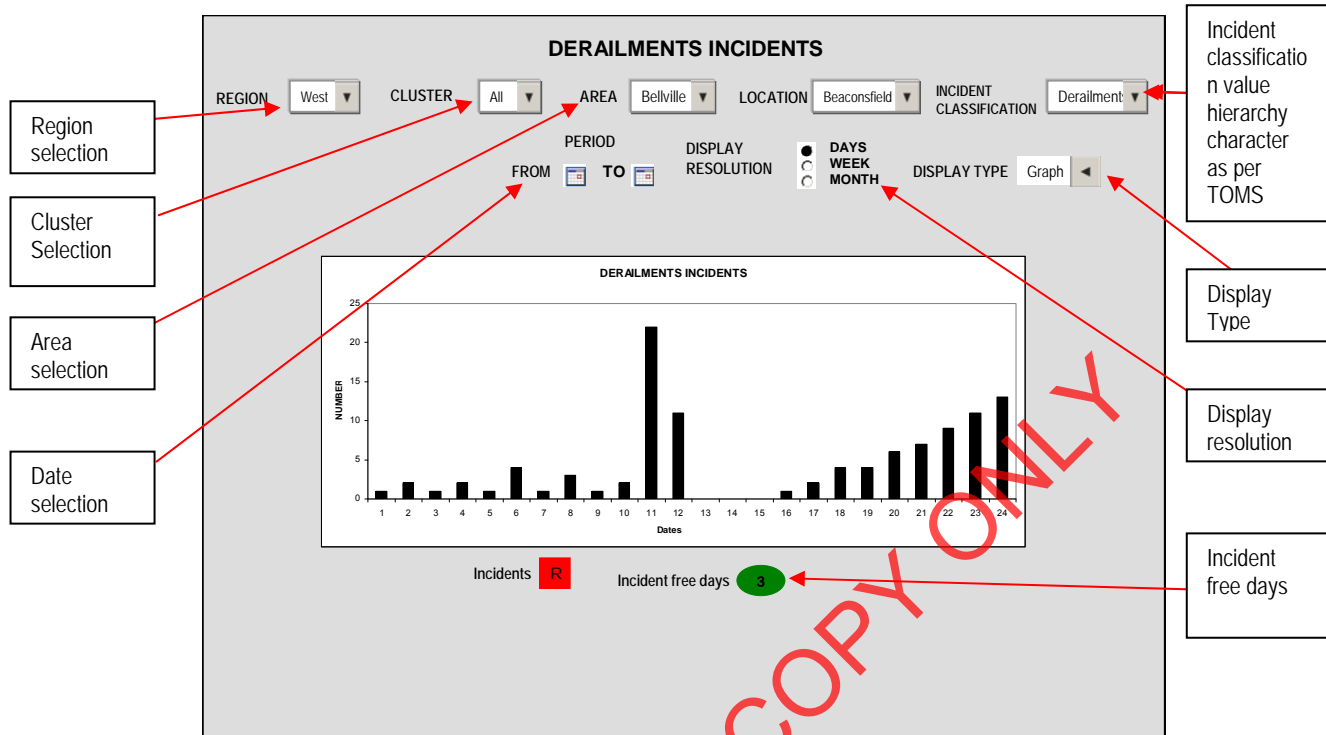 DERAILMENTS INCIDENTS
REGION West CLUSTER All AREA Bellville LOCATION Beaconsfield INCIDENT CLASSIFICATION Derailments
PERIOD
FROM TO
DISPLAY
RESOLUTION
DAYS
WEEK
MONTH
DISPLAY TYPE Graph
Region
selection
Cluster
Selection
Area
selection
Date
selection
Incident
classificatio
n value
hierarchy
character
as per
TOMS
Display
Type
Display
resolution
Incident
free days
DERAILMENTS INCIDENTS
NUMBER
25
20
15
10
5
0
1 2 3 4 5 6 7 8 9 10 11 12 13 14 15 16 17 18 19 20 21 22 23 24
Dates
Incidents R
Incident free days 3
COPY ONLY